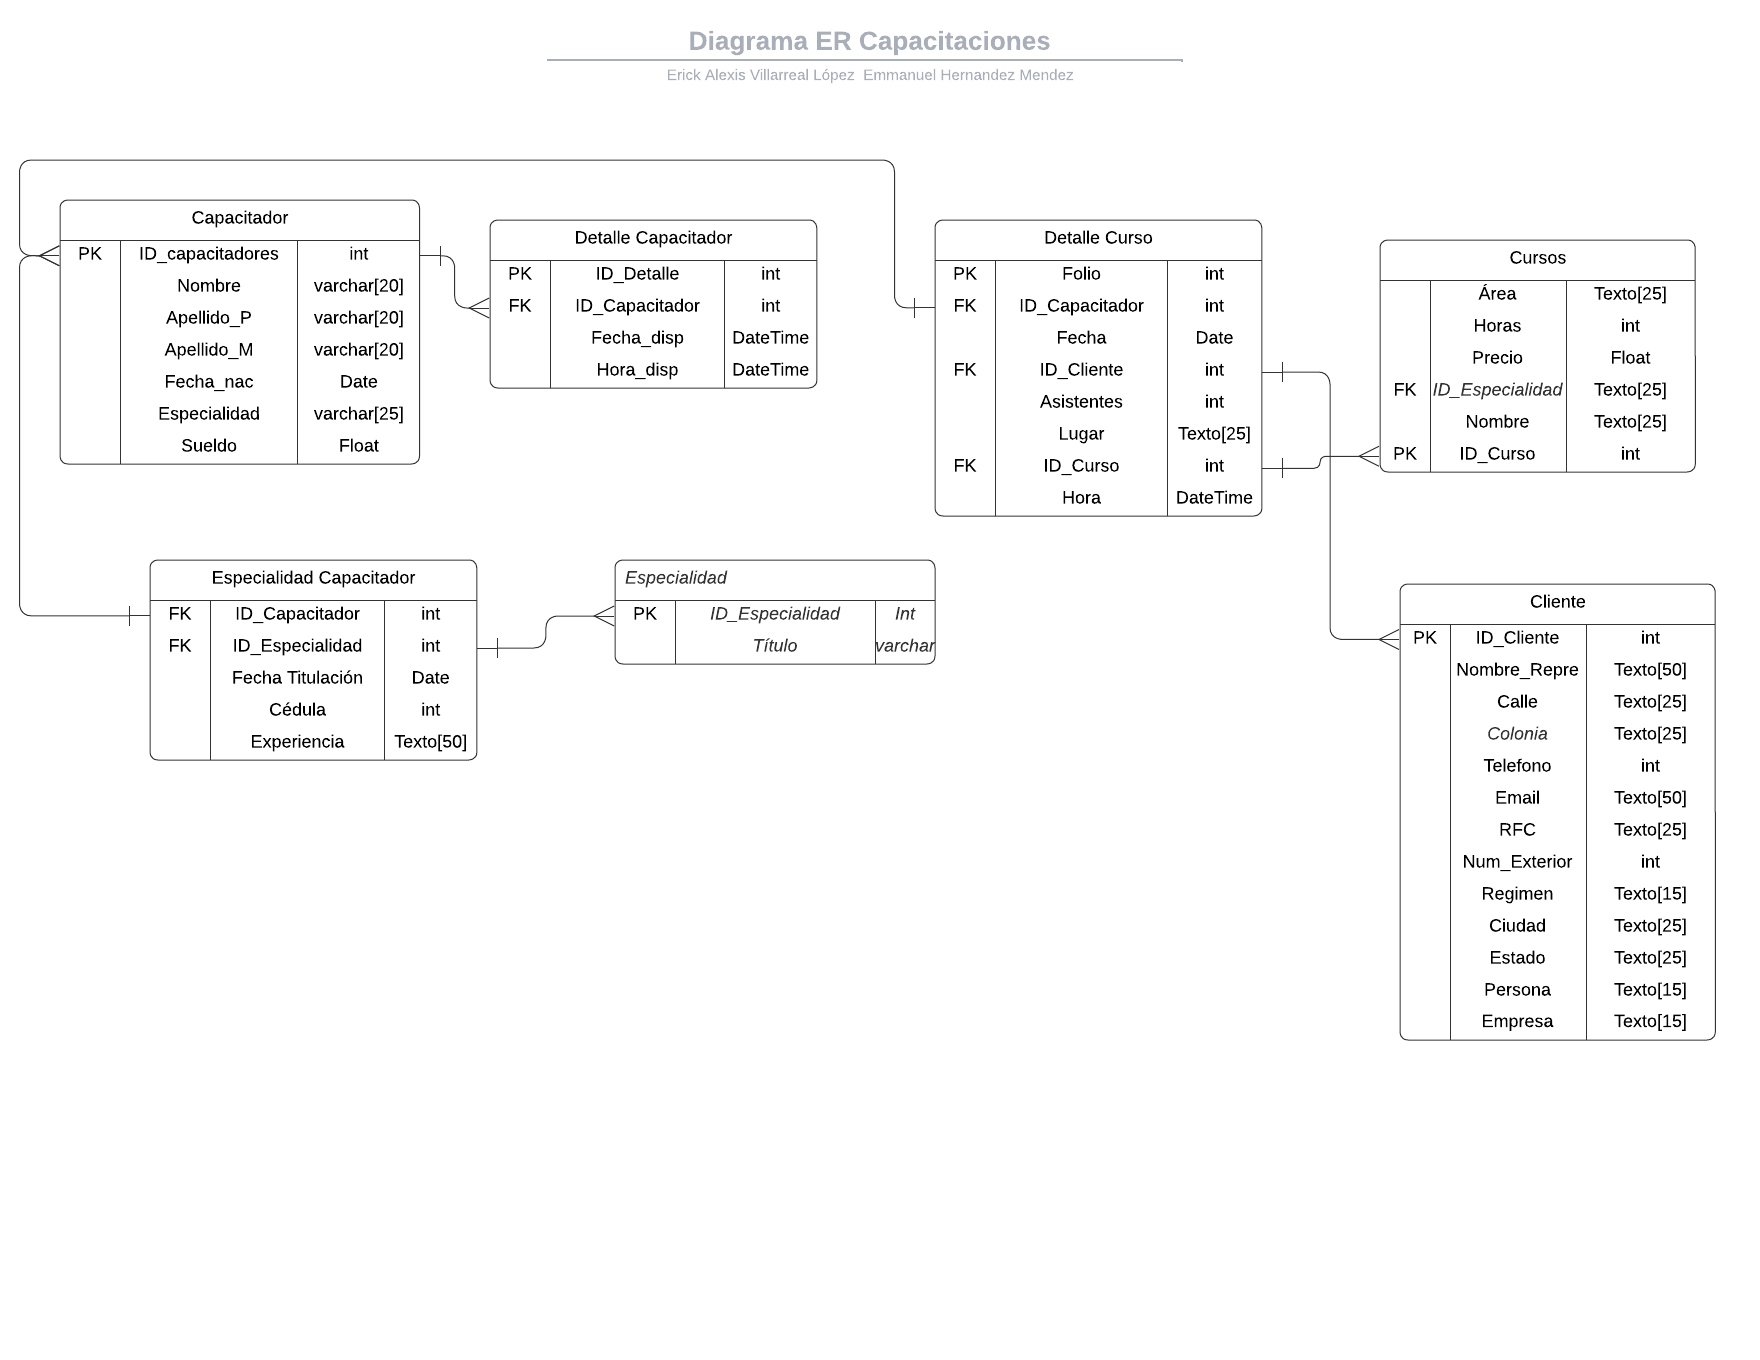 Diagrama ER Capacitaciones
Erick Alexis Villarreal López  Emmanuel Hernandez Mendez
Capacitador
PK ID_capacitadores int
Nombre varchar[20]
Apellido_P varchar[20]
Apellido_M varchar[20]
Fecha_nac Date
Especialidad varchar[25]
Sueldo Float
Detalle Capacitador
PK ID_Detalle int
FK ID_Capacitador int
Fecha_disp DateTime
Hora_disp DateTime
Detalle Curso
PK Folio int
FK ID_Capacitador int
Fecha Date
FK ID_Cliente int
Asistentes int
Lugar Texto[25]
FK ID_Curso int
Hora DateTime
Cursos
Área Texto[25]
Horas int
Precio Float
FK ID_Especialidad Texto[25]
Nombre Texto[25]
PK ID_Curso int
Especialidad Capacitador
FK ID_Capacitador int
FK ID_Especialidad int
Fecha Titulación Date
Cédula int
Experiencia Texto[50]
Especialidad
PK ID_Especialidad Int
Título varchar
Cliente
PK ID_Cliente int
Nombre_Repre Texto[50]
Calle Texto[25]
Colonia Texto[25]
Telefono int
Email Texto[50]
RFC Texto[25]
Num_Exterior int
Regimen Texto[15]
Ciudad Texto[25]
Estado Texto[25]
Persona Texto[15]
Empresa Texto[15]